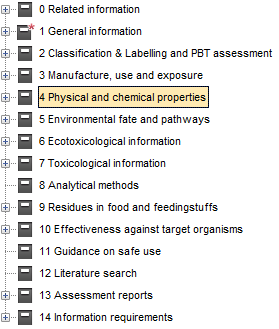 0 Related information
1 General information
2 Classification & Labelling and PBT assessment
3 Manufacture, use and exposure
4 Physical and chemical properties
5 Environmental fate and pathways
6 Ecotoxicological information
7 Toxicological information
8 Analytical methods
9 Residues in food and feedingstuffs
10 Effectiveness against target organisms
11 Guidance on safe use
12 Literature search
13 Assessment reports
14 Information requirements